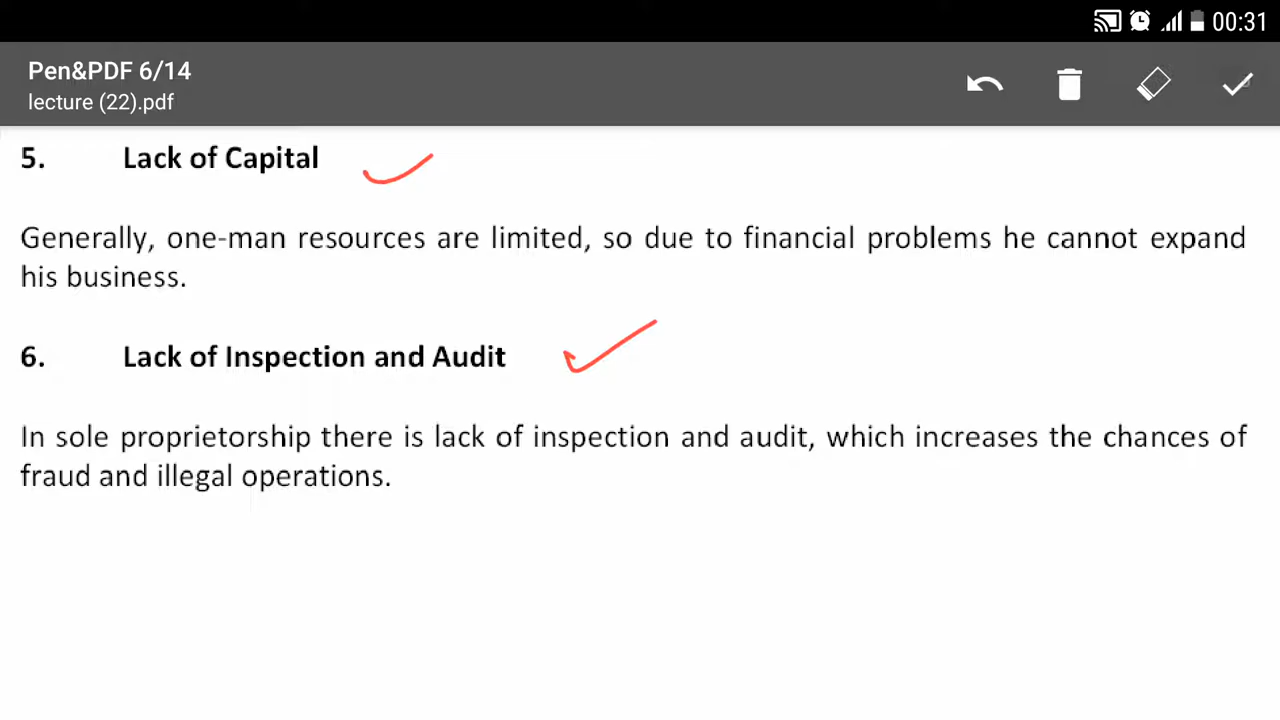 00:31
Pen&PDF 6/14
lecture (22).pdf
5. Lack of Capital
Generally, one-man resources are limited, so due to financial problems he cannot expand
his business.
6. Lack of Inspection and Audit
In sole proprietorship there is lack of inspection and audit, which increases the chances of
fraud and illegal operations.